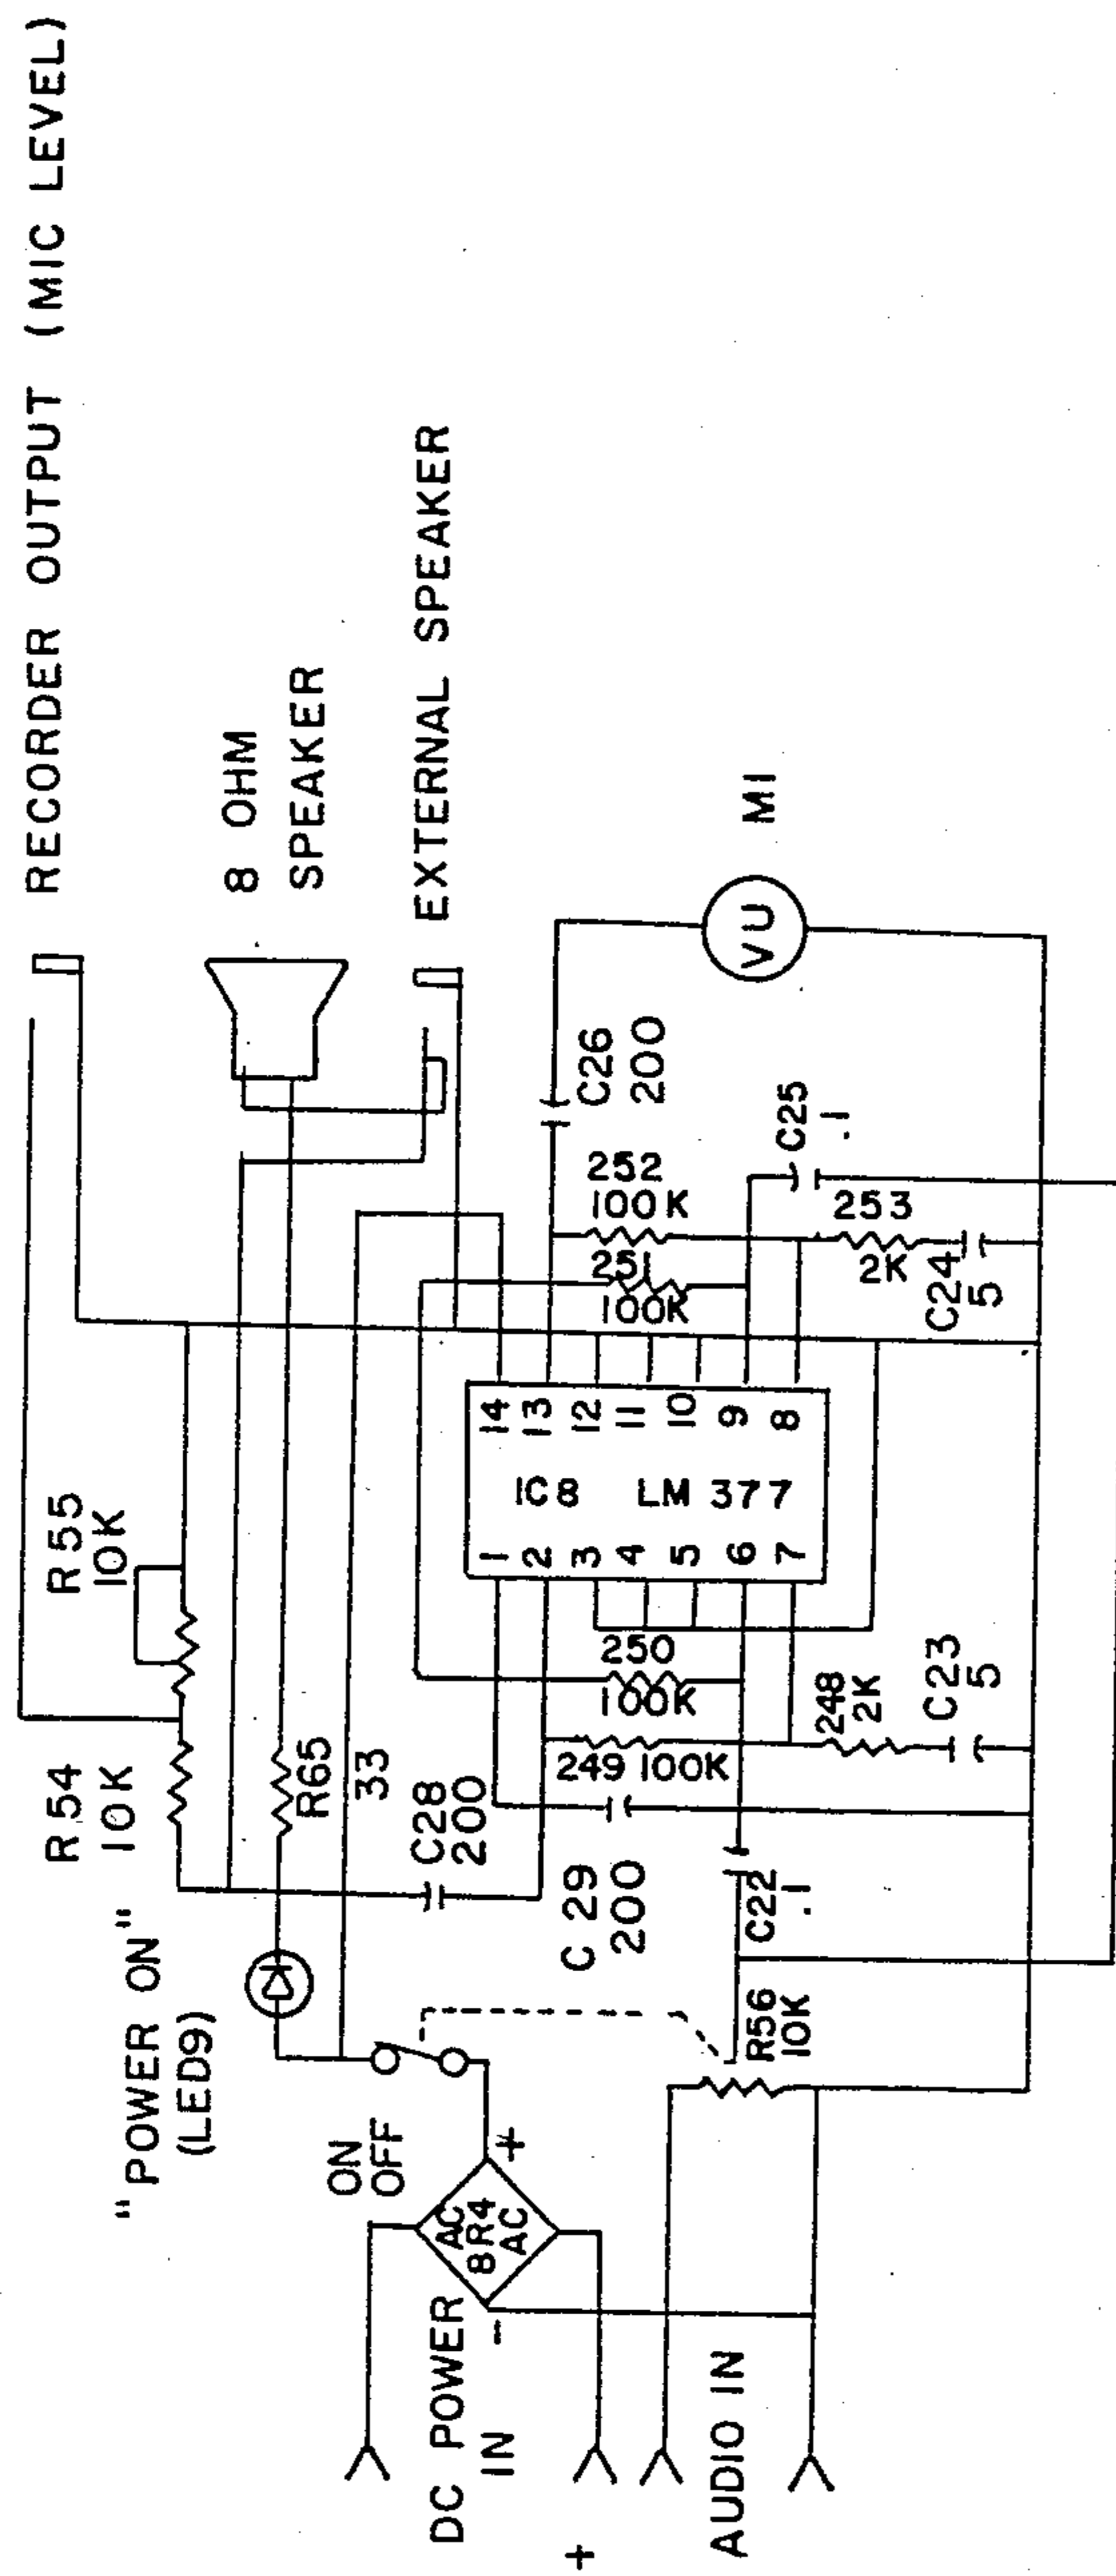 RECORDER OUTPUT (MIC LEVEL)
8 OHM
SPEAKER
EXTERNAL SPEAKER
R55
10K
R54
10K
"POWER ON"
(LED9)
R65
33
ON
OFF
C28
200
C26
200
252
100K
251
100K
C25
.1
253
2K
C24
5
VU
M1
14
13
12
11
10
9
8
IC8 LM 377
1
2
3
4
5
6
7
250
100K
249 100K
248
2K
C23
5
C 29
200
C22
.1
R56
10K
AC
BR4
AC
+
-
DC POWER
IN
+
AUDIO IN